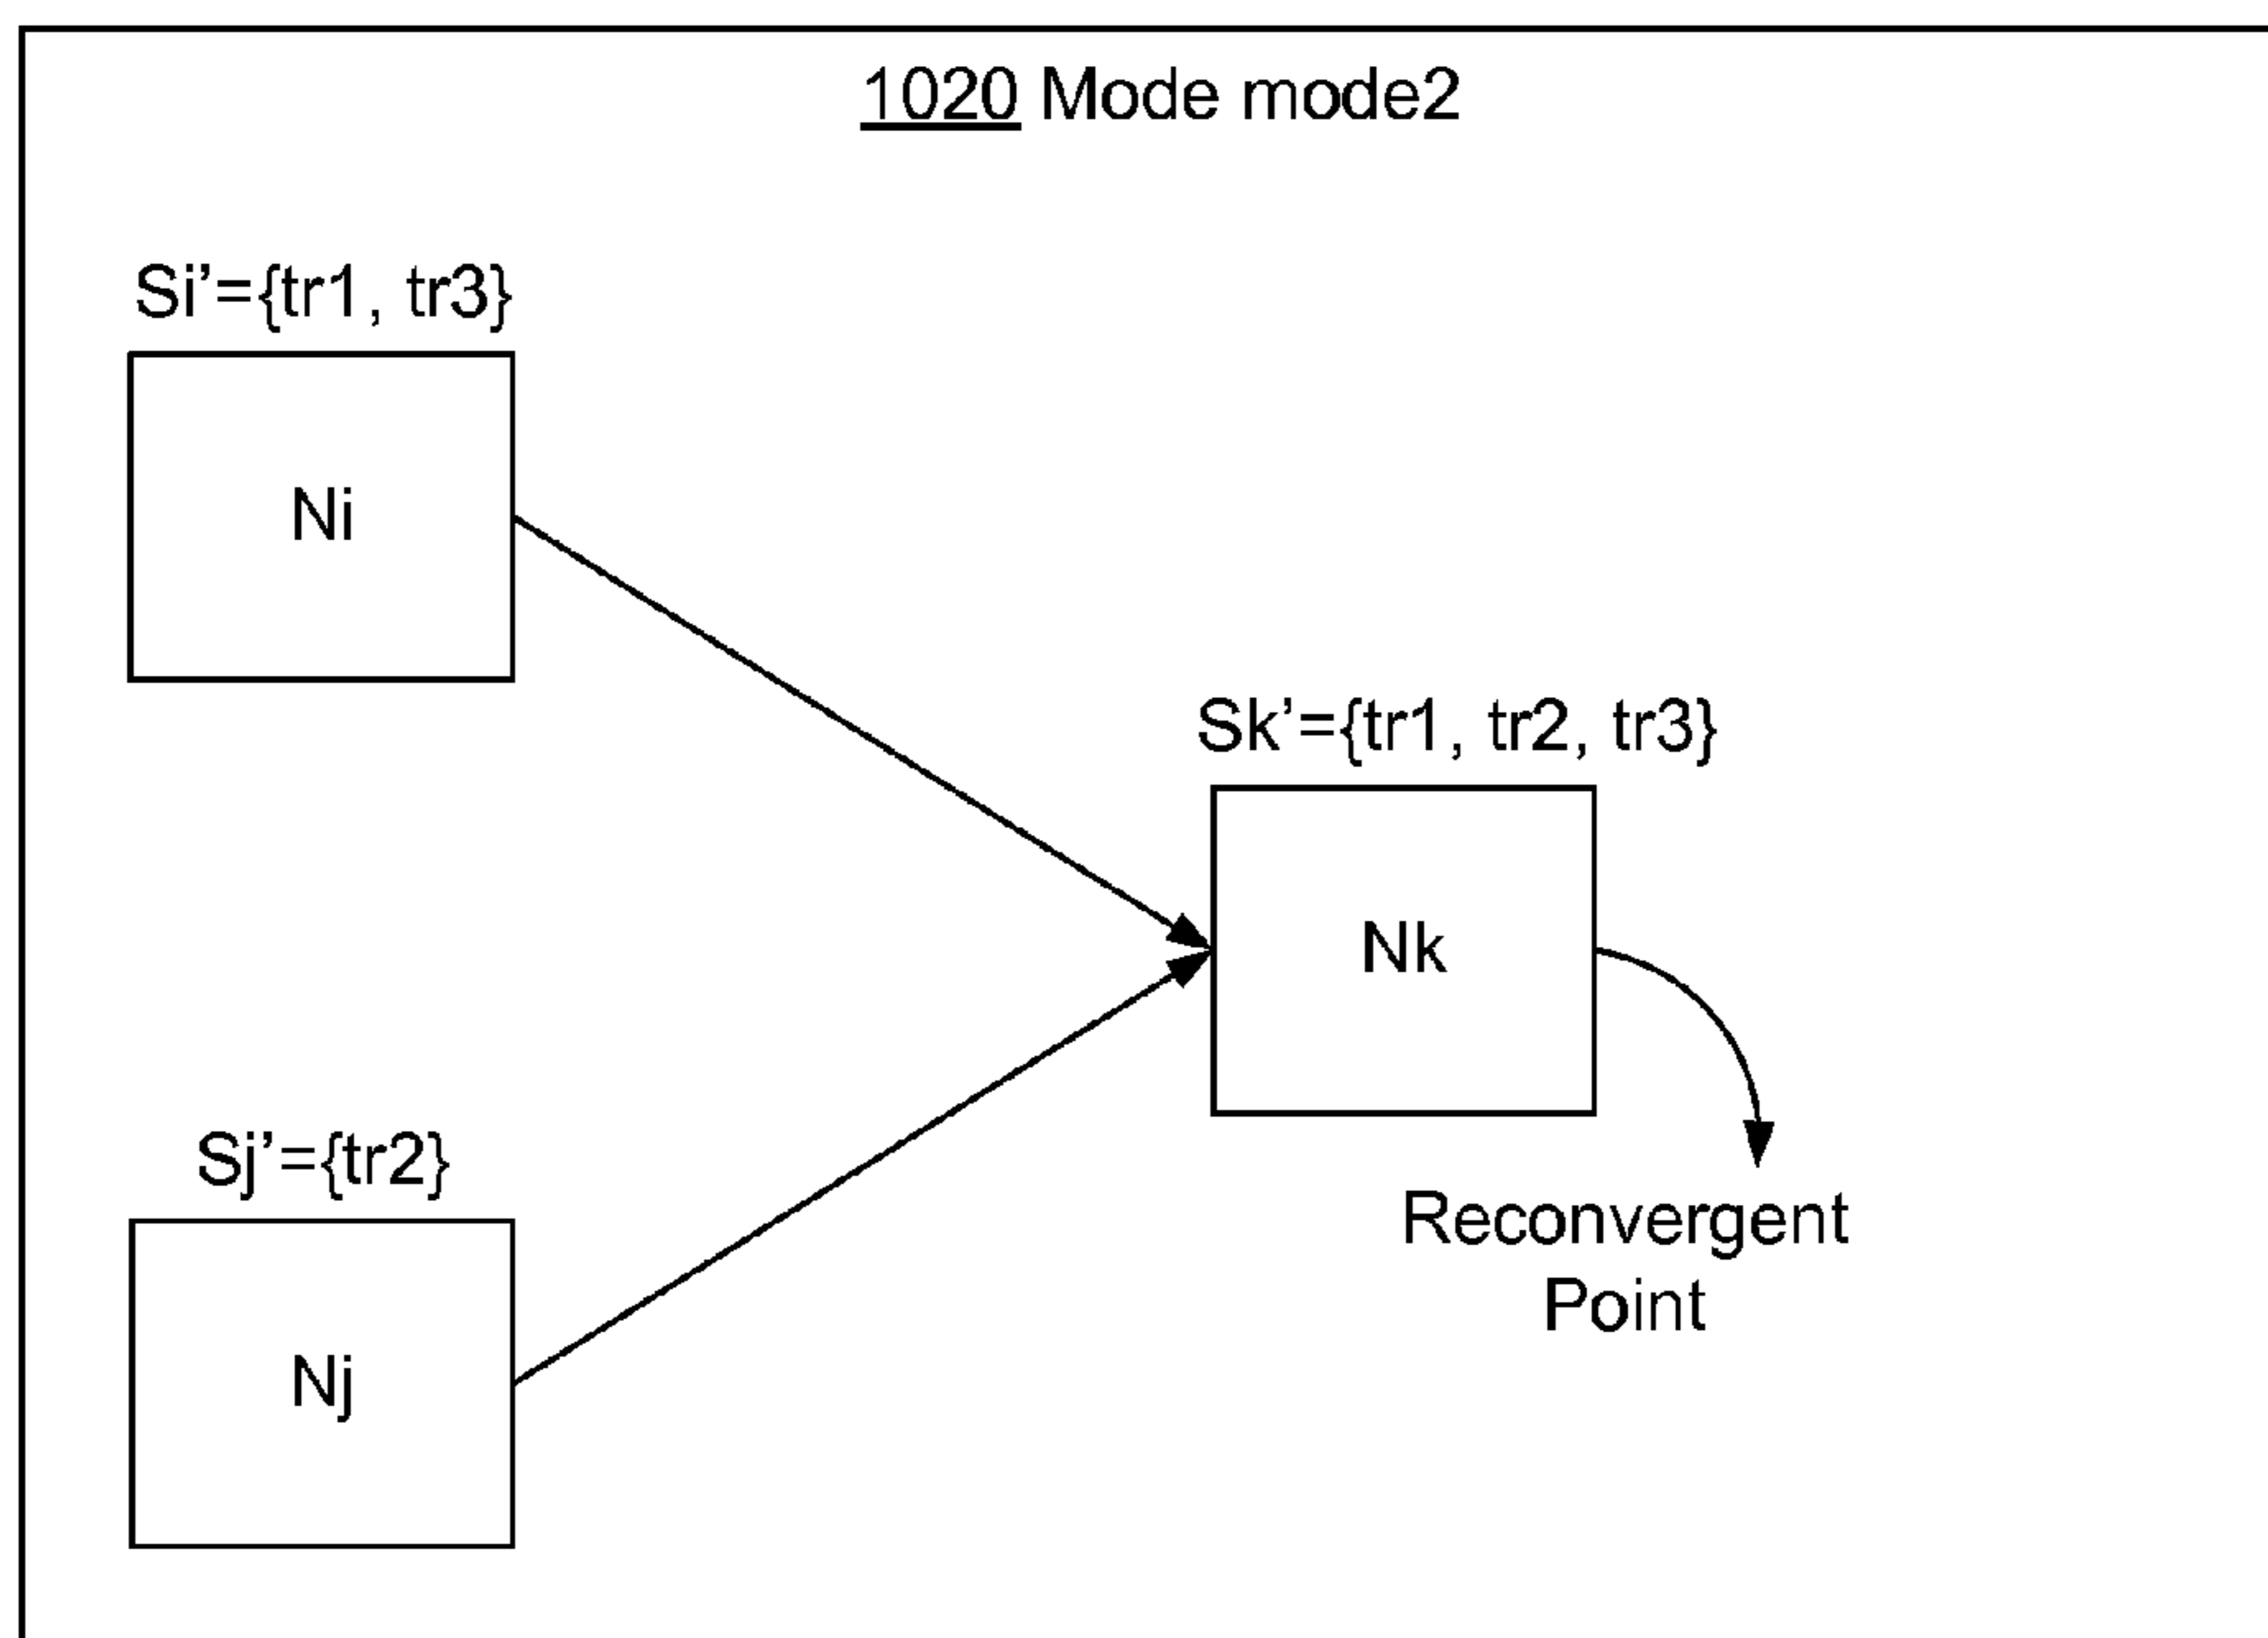 1020 Mode mode2
Si’={tr1, tr3}
Ni
Sk’={tr1, tr2, tr3}
Nk
Sj’={tr2}
Nj
Reconvergent
Point